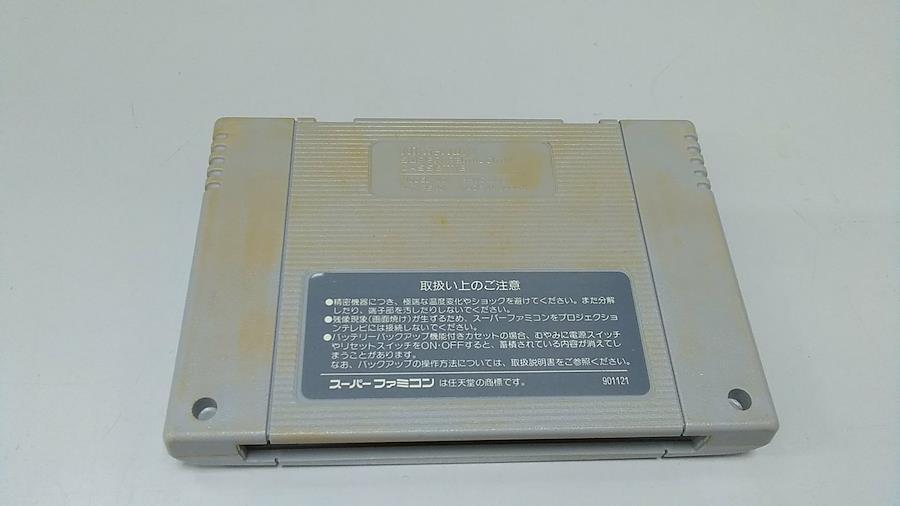 Nintendo
SUPER FAMICOM
CASSETTE
取扱い上のご注意
●精密機器につき、極端な温度変化やショックを避けてください。また分解
したり、端子部を汚したりしないでください。
●残像現象(画面焼け)が生ずるため、スーパーファミコンをプロジェクション
テレビには接続しないでください。
●バッテリーバックアップ機能付きカセットの場合、むやみに電源スイッチ
やリセットスイッチをON・OFFすると、蓄積されている内容が消えてし
まうことがあります。
なお、バックアップの操作方法については、取扱説明書をご参照ください。
スーパーファミコン は任天堂の商標です。 901121